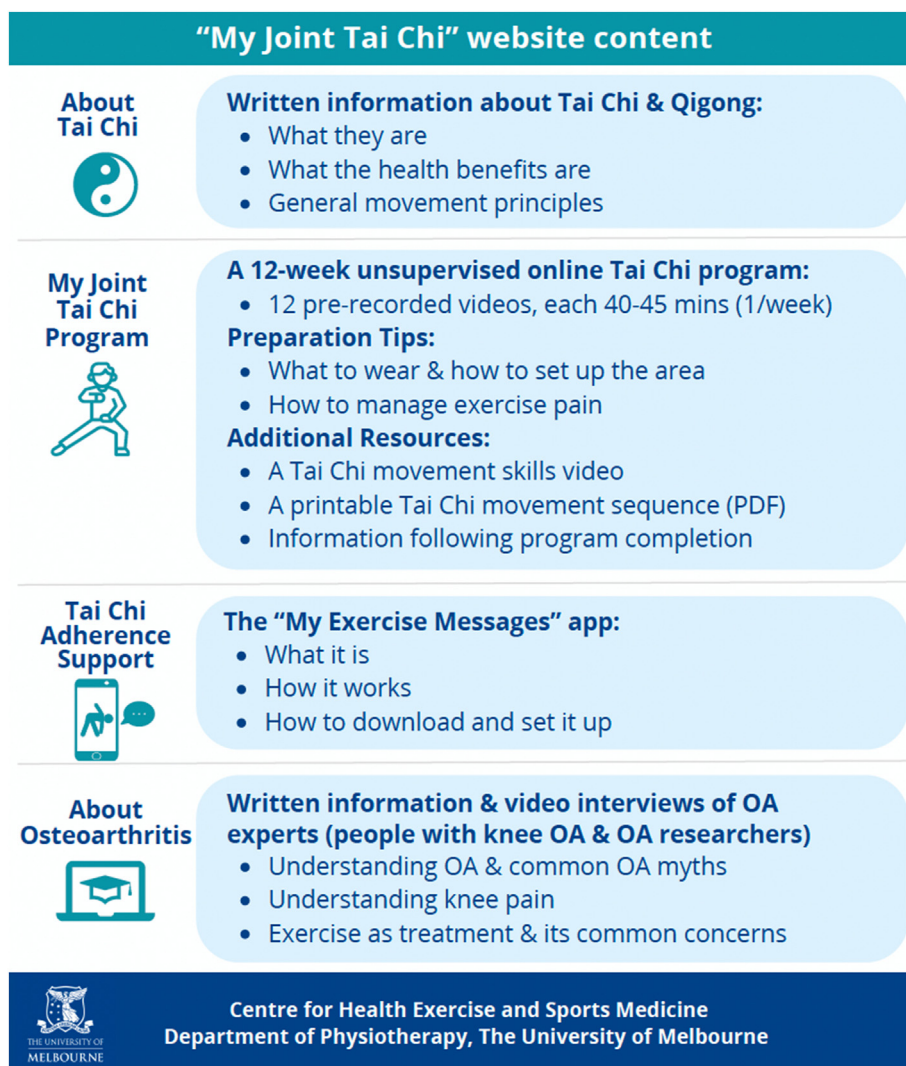 “My Joint Tai Chi” website content
About
Tai Chi
Written information about Tai Chi & Qigong:
• What they are
• What the health benefits are
• General movement principles
My Joint
Tai Chi
Program
A 12-week unsupervised online Tai Chi program:
• 12 pre-recorded videos, each 40-45 mins (1/week)
Preparation Tips:
• What to wear & how to set up the area
• How to manage exercise pain
Additional Resources:
• A Tai Chi movement skills video
• A printable Tai Chi movement sequence (PDF)
• Information following program completion
Tai Chi
Adherence
Support
The “My Exercise Messages” app:
• What it is
• How it works
• How to download and set it up
About
Osteoarthritis
Written information & video interviews of OA
experts (people with knee OA & OA researchers)
• Understanding OA & common OA myths
• Understanding knee pain
• Exercise as treatment & its common concerns
THE UNIVERSITY OF
MELBOURNE
Centre for Health Exercise and Sports Medicine
Department of Physiotherapy, The University of Melbourne